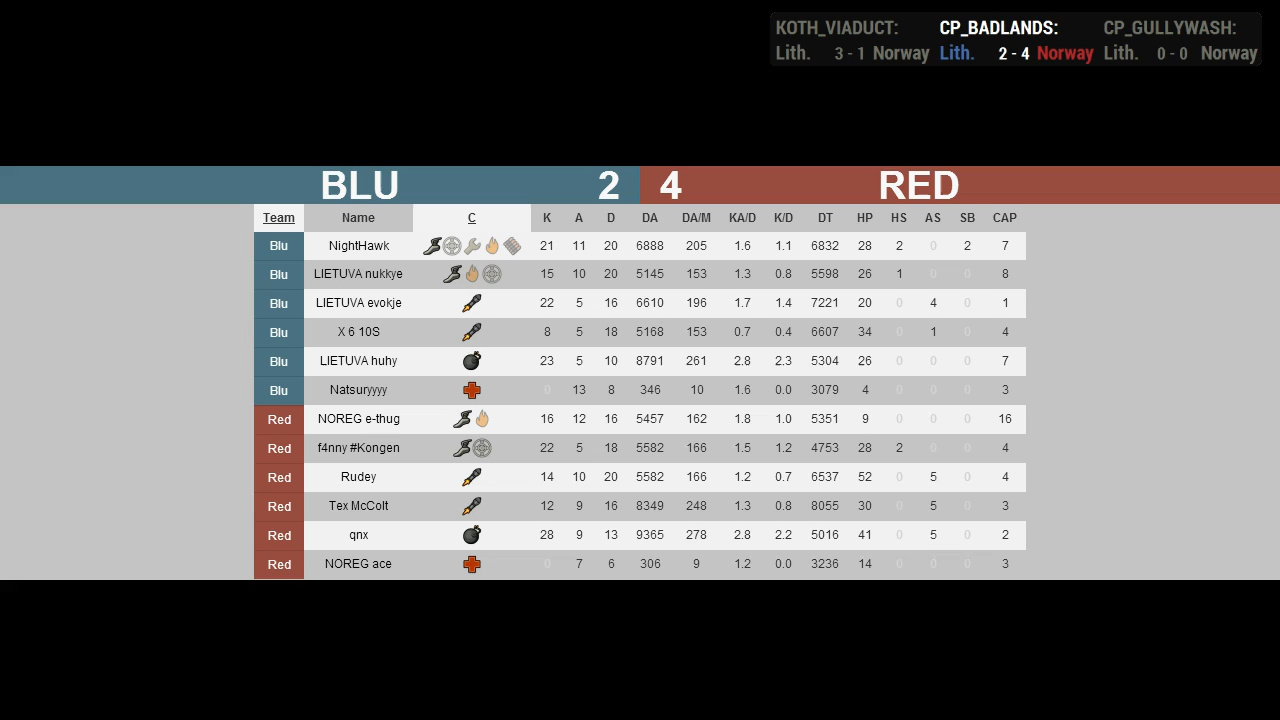 KOTH_VIADUCT: CP_BADLANDS: CP_GULLYWASH:
Lith. 3 - 1 Norway Lith. 2 - 4 Norway Lith. 0 - 0 Norway
BLU 2 4 RED
Team Name C K A D DA DA/M KA/D K/D DT HP HS AS SB CAP
Blu NightHawk 21 11 20 6888 205 1.6 1.1 6832 28 2 0 2 7
Blu LIETUVA nukkye 15 10 20 5145 153 1.3 0.8 5598 26 1 0 0 8
Blu LIETUVA evokje 22 5 16 6610 196 1.7 1.4 7221 20 0 4 0 1
Blu X 6 10S 8 5 18 5168 153 0.7 0.4 6607 34 0 1 0 4
Blu LIETUVA huhy 23 5 10 8791 261 2.8 2.3 5304 26 0 0 0 7
Blu Natsuryyyy 0 13 8 346 10 1.6 0.0 3079 4 0 0 0 3
Red NOREG e-thug 16 12 16 5457 162 1.8 1.0 5351 9 0 0 0 16
Red f4nny #Kongen 22 5 18 5582 166 1.5 1.2 4753 28 2 0 0 4
Red Rudey 14 10 20 5582 166 1.2 0.7 6537 52 0 5 0 4
Red Tex McColt 12 9 16 8349 248 1.3 0.8 8055 30 0 5 0 3
Red qnx 28 9 13 9365 278 2.8 2.2 5016 41 0 5 0 2
Red NOREG ace 0 7 6 306 9 1.2 0.0 3236 14 0 0 0 3